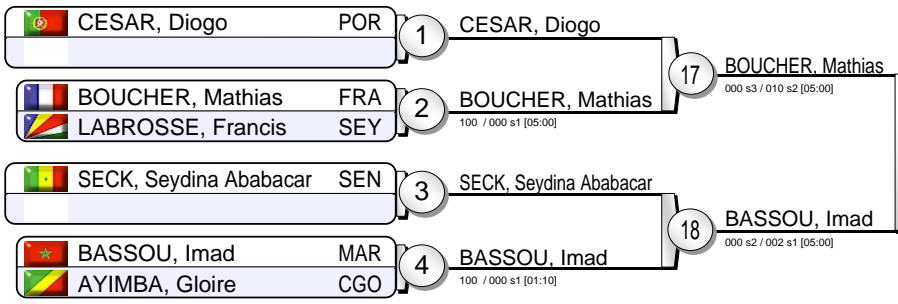 CESAR, Diogo POR
1
CESAR, Diogo
BOUCHER, Mathias FRA
LABROSSE, Francis SEY
2
BOUCHER, Mathias
100 / 000 s1 [05:00]
17
BOUCHER, Mathias
000 s3 / 010 s2 [05:00]
SECK, Seydina Ababacar SEN
3
SECK, Seydina Ababacar
BASSOU, Imad MAR
AYIMBA, Gloire CGO
4
BASSOU, Imad
100 / 000 s1 [01:10]
18
BASSOU, Imad
000 s2 / 002 s1 [05:00]